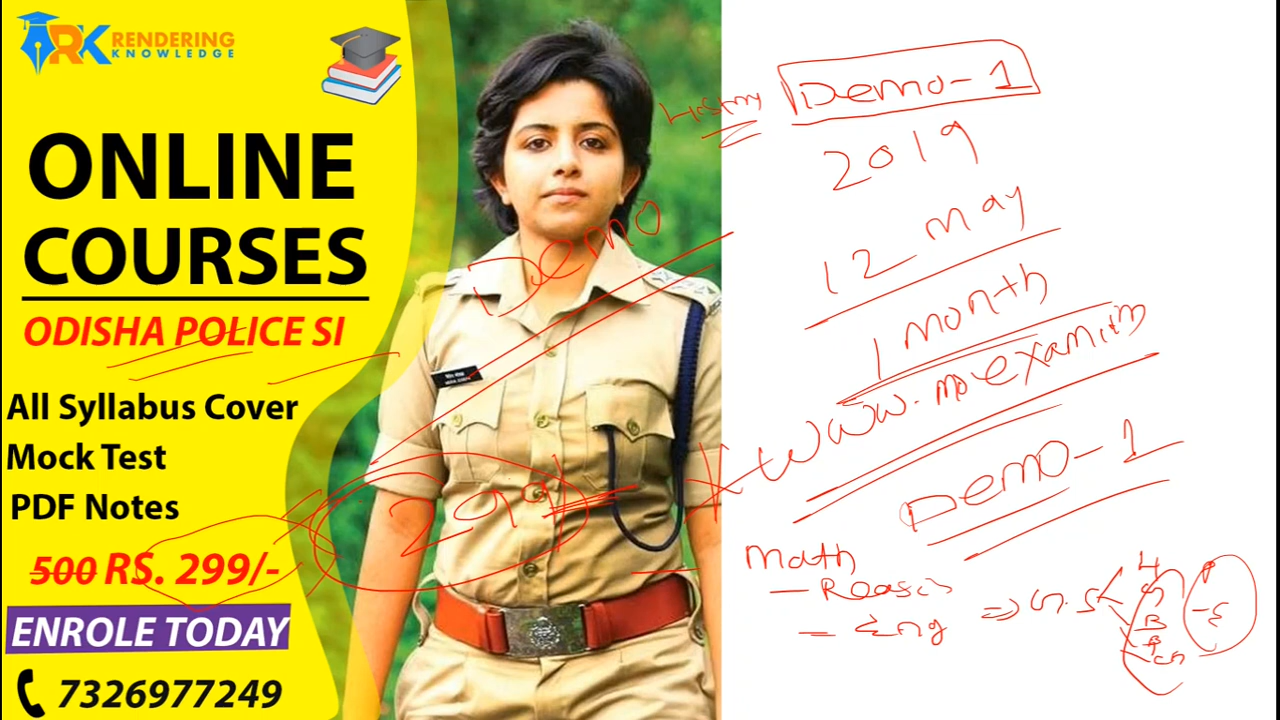 RK RENDERING
KNOWLEDGE
ONLINE
COURSES
ODISHA POLICE SI
All Syllabus Cover
Mock Test
PDF Notes
500 RS. 299/-
ENROLE TODAY
7326977249
Demo
299/-
History
Demo-1
2019
12 May
1 month
Demo-1
Math
- Reason
- Eng